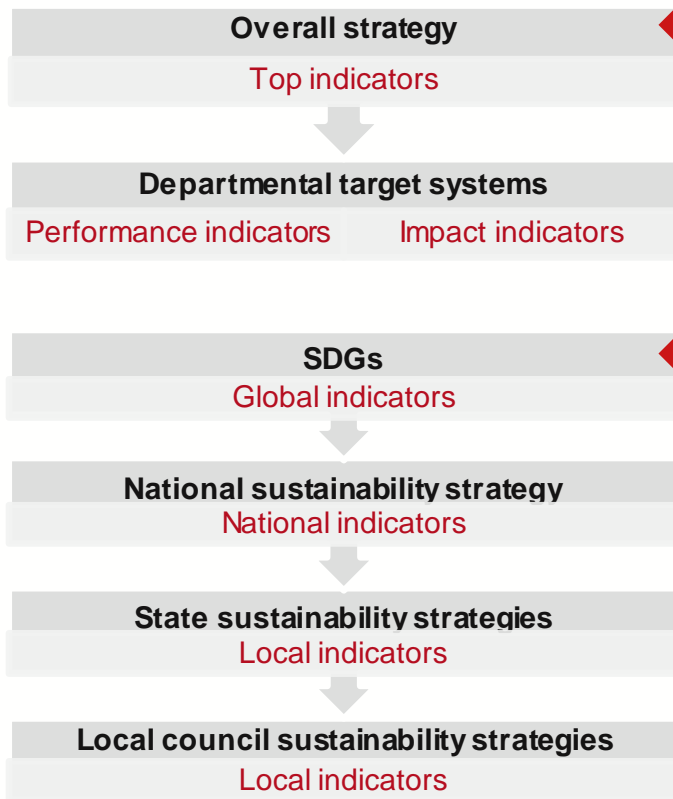 Overall strategy
Top indicators
Departmental target systems
Performance indicators Impact indicators
SDGs
Global indicators
National sustainability strategy
National indicators
State sustainability strategies
Local indicators
Local council sustainability strategies
Local indicators